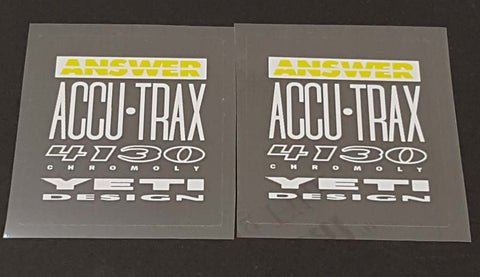 ANSWER
ACCU·TRAX
4130
CHROMOLY
YETI
DESIGN
ANSWER
ACCU·TRAX
4130
CHROMOLY
YETI
DESIGN